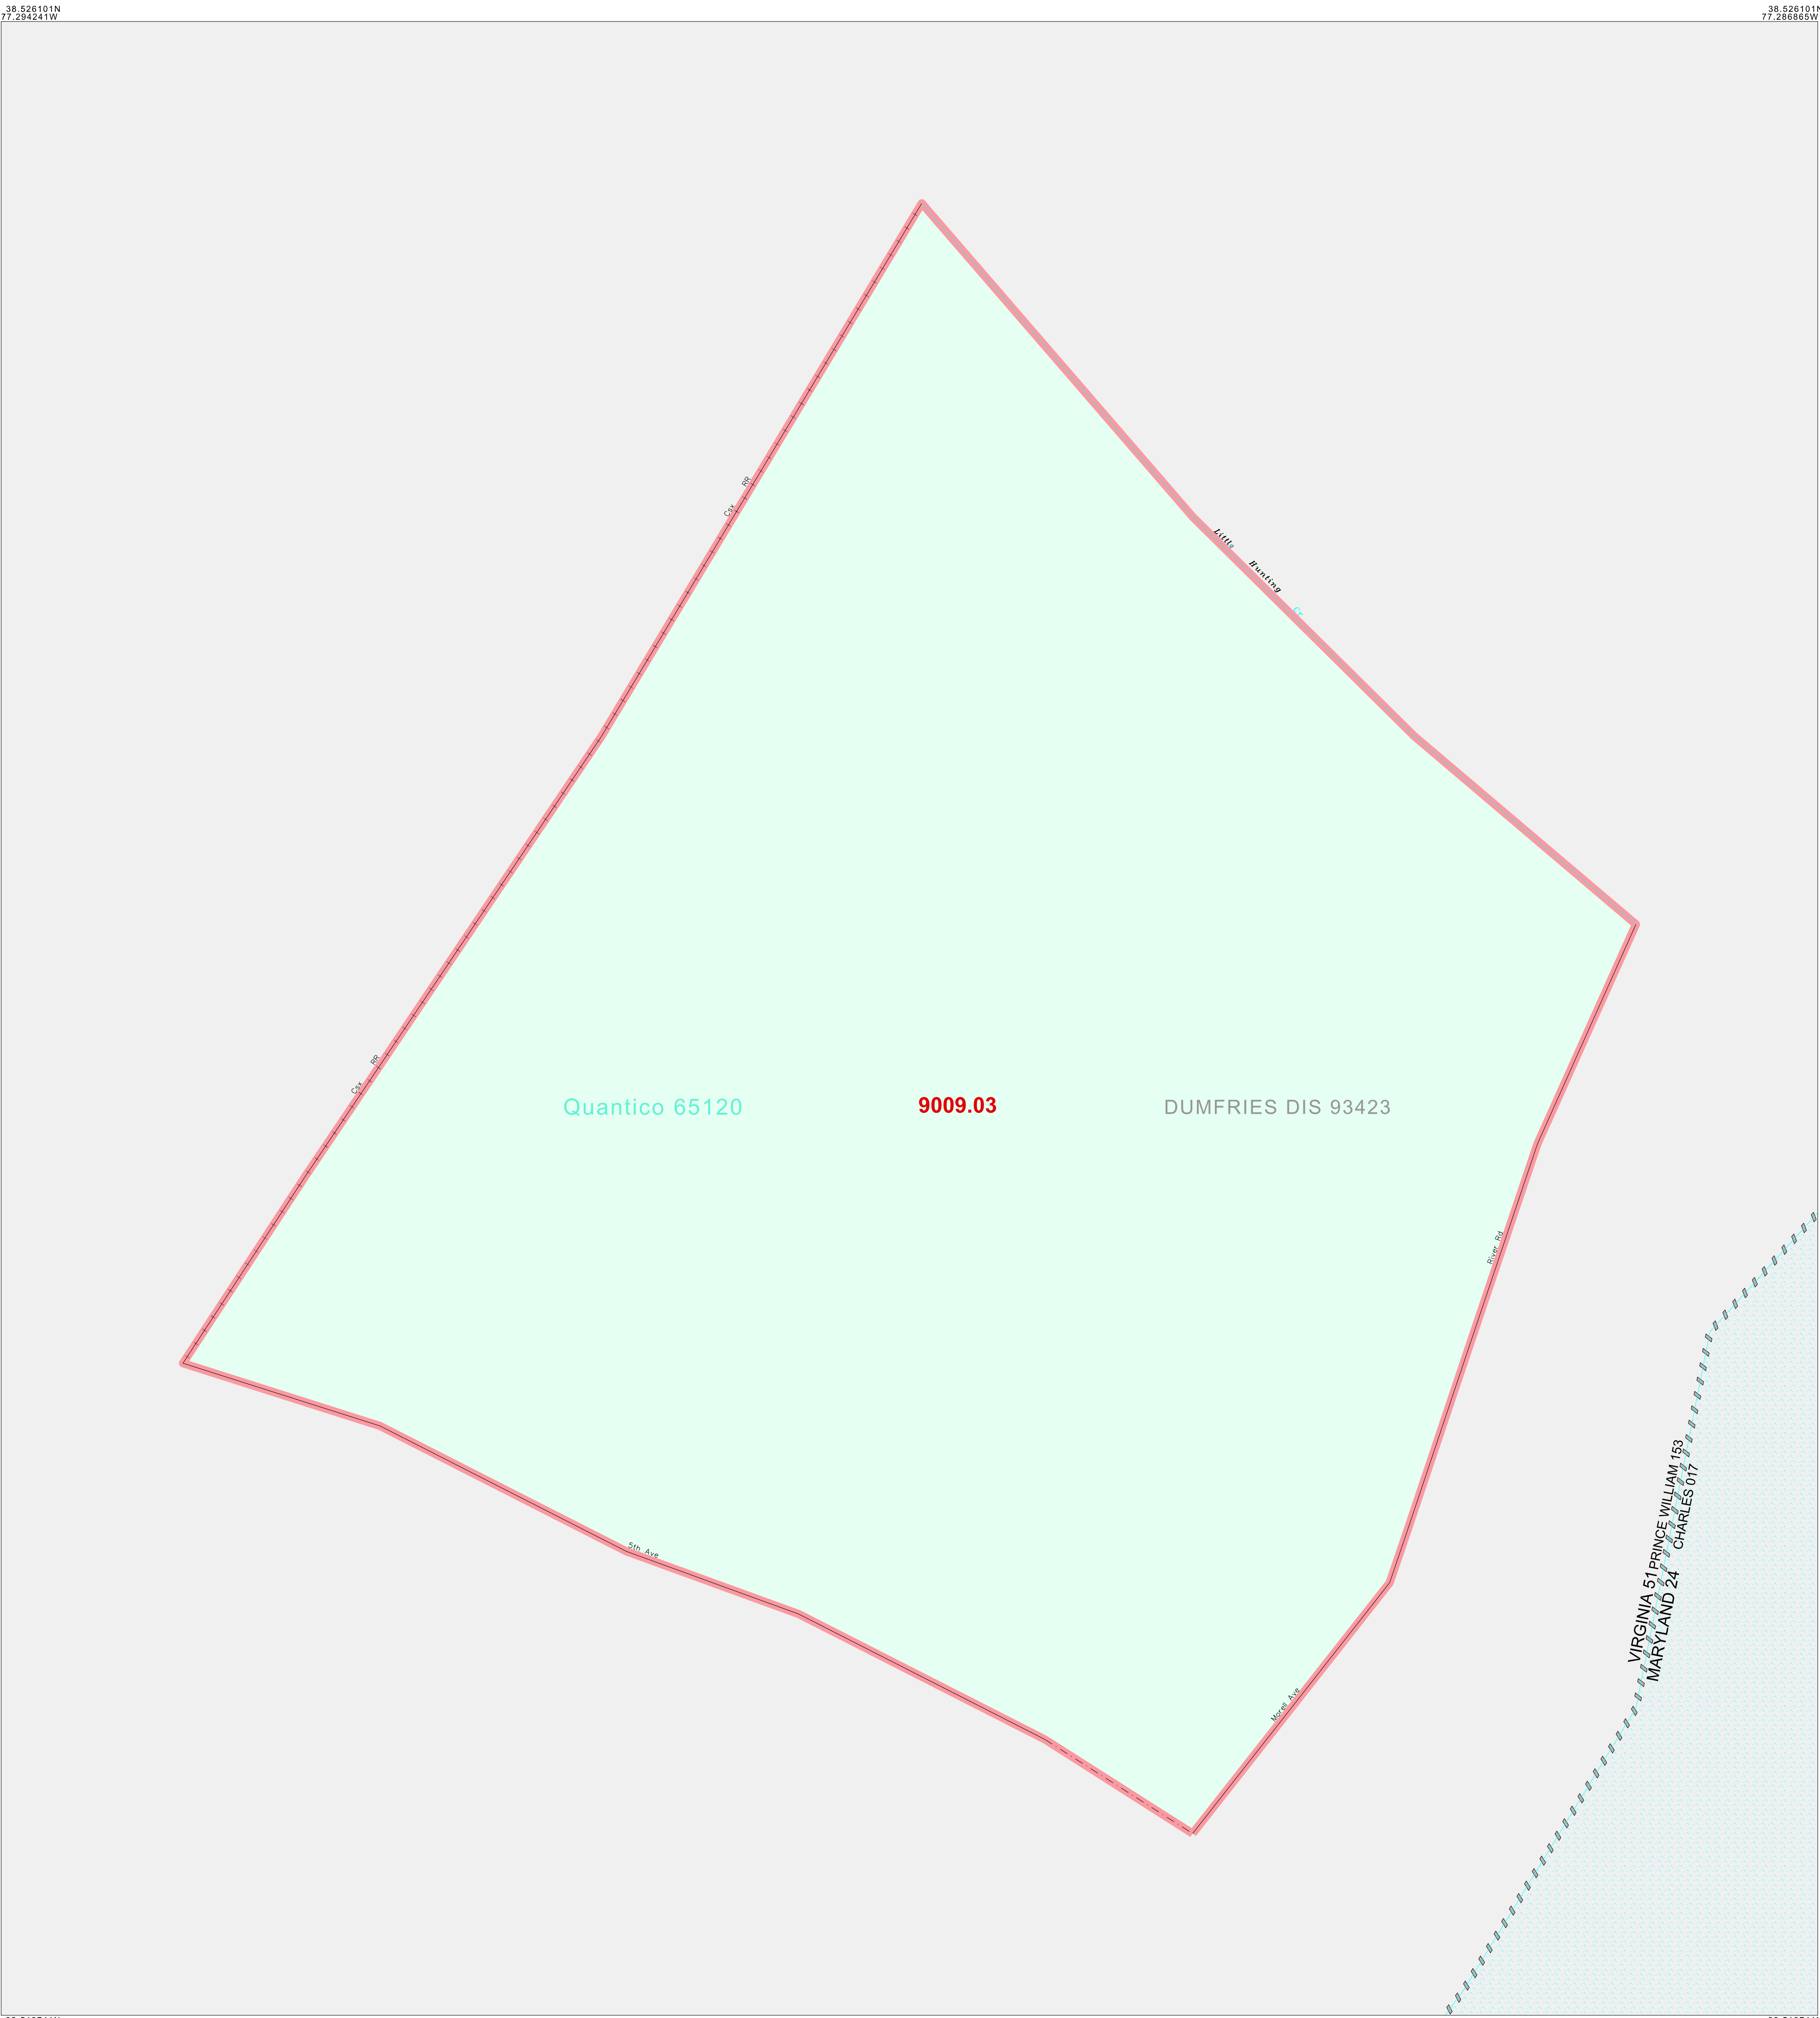 38.526101N
77.294241W
38.526101N
77.286865W
Csx RR
Little Hunting Cr
Csx RR
Quantico 65120
9009.03
DUMFRIES DIS 93423
River Rd
VIRGINIA 51
PRINCE WILLIAM 153
MARYLAND 24
CHARLES 017
5th Ave
Morell Ave